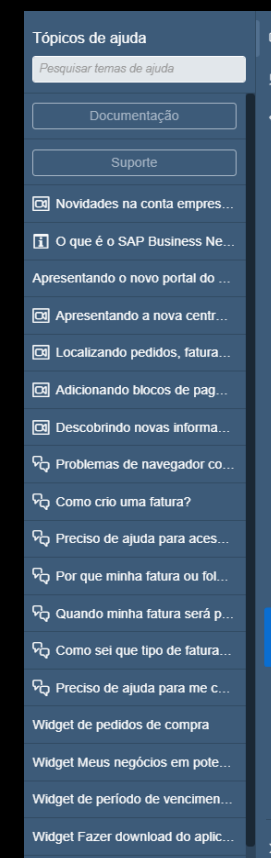 Tópicos de ajuda
Pesquisar temas de ajuda
Documentação
Suporte
Novidades na conta empres...
O que é o SAP Business Ne...
Apresentando o novo portal do ...
Apresentando a nova centr...
Localizando pedidos, fatura...
Adicionando blocos de pag...
Descobrindo novas informa...
Problemas de navegador co...
Como crio uma fatura?
Preciso de ajuda para aces...
Por que minha fatura ou fol...
Quando minha fatura será p...
Como sei que tipo de fatura...
Preciso de ajuda para me c...
Widget de pedidos de compra
Widget Meus negócios em pote...
Widget de período de vencimen...
Widget Fazer download do aplic...